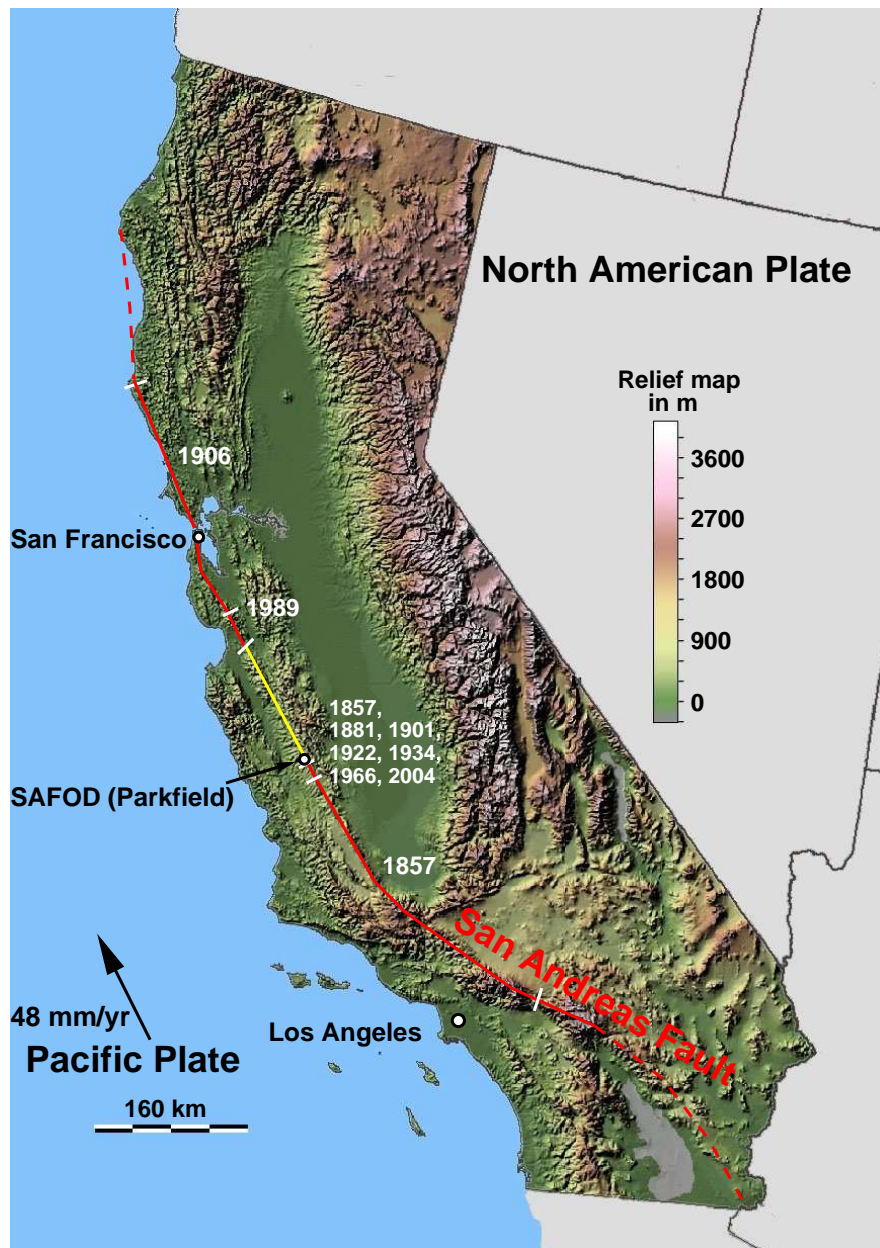 North American Plate
Relief map
in m
3600
2700
1800
900
0
1906
San Francisco
1989
1857,
1881, 1901,
1922, 1934,
1966, 2004
SAFOD (Parkfield)
1857
San Andreas Fault
48 mm/yr
Los Angeles
Pacific Plate
160 km